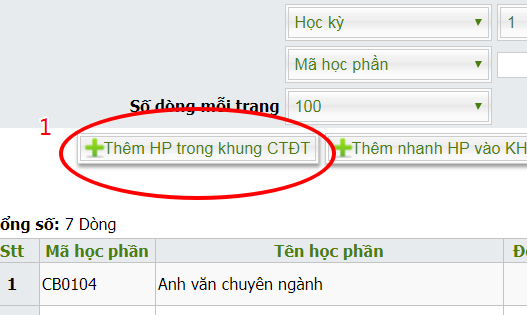 Học kỳ 1
Mã học phần
Số dòng mỗi trang 100
1
Thêm HP trong khung CTĐT Thêm nhanh HP vào KH
ổng số: 7 Dòng
Stt Mã học phần Tên học phần
1 CB0104 Anh văn chuyên ngành